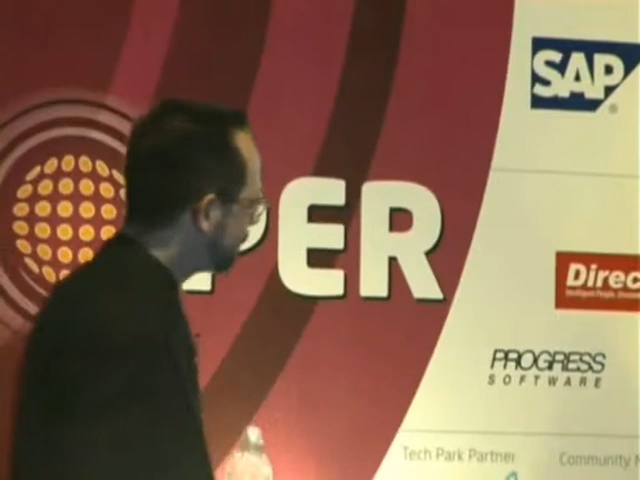 PER
SAP
Direc
PROGRESS
SOFTWARE
Tech Park Partner
Community